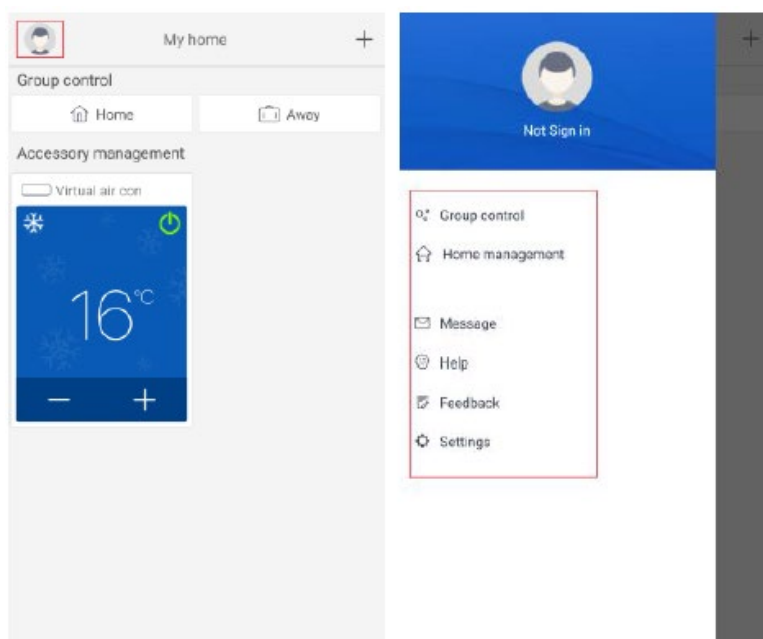 My home
+
Group control
Home
Away
Accessory management
Virtual air con
16°C
− +
Not Sign in
Group control
Home management
Message
Help
Feedback
Settings
+